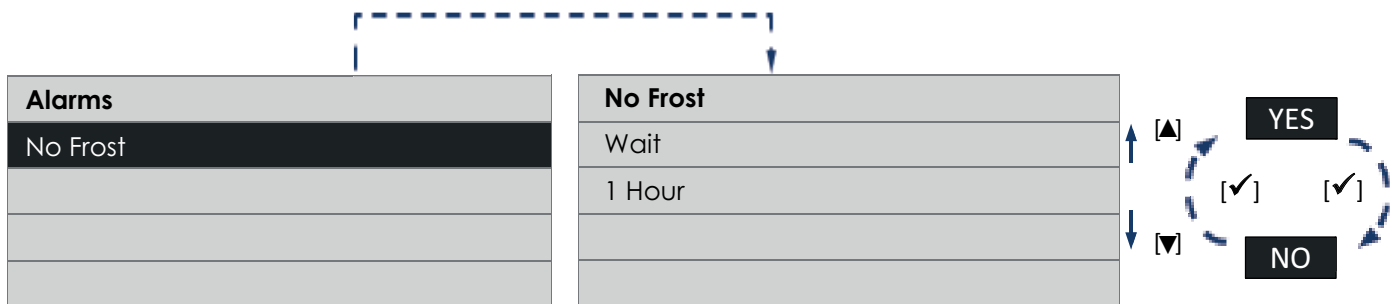 Alarms
No Frost
No Frost
Wait
1 Hour
[▲]
[▼]
YES
[✔] [✔]
NO